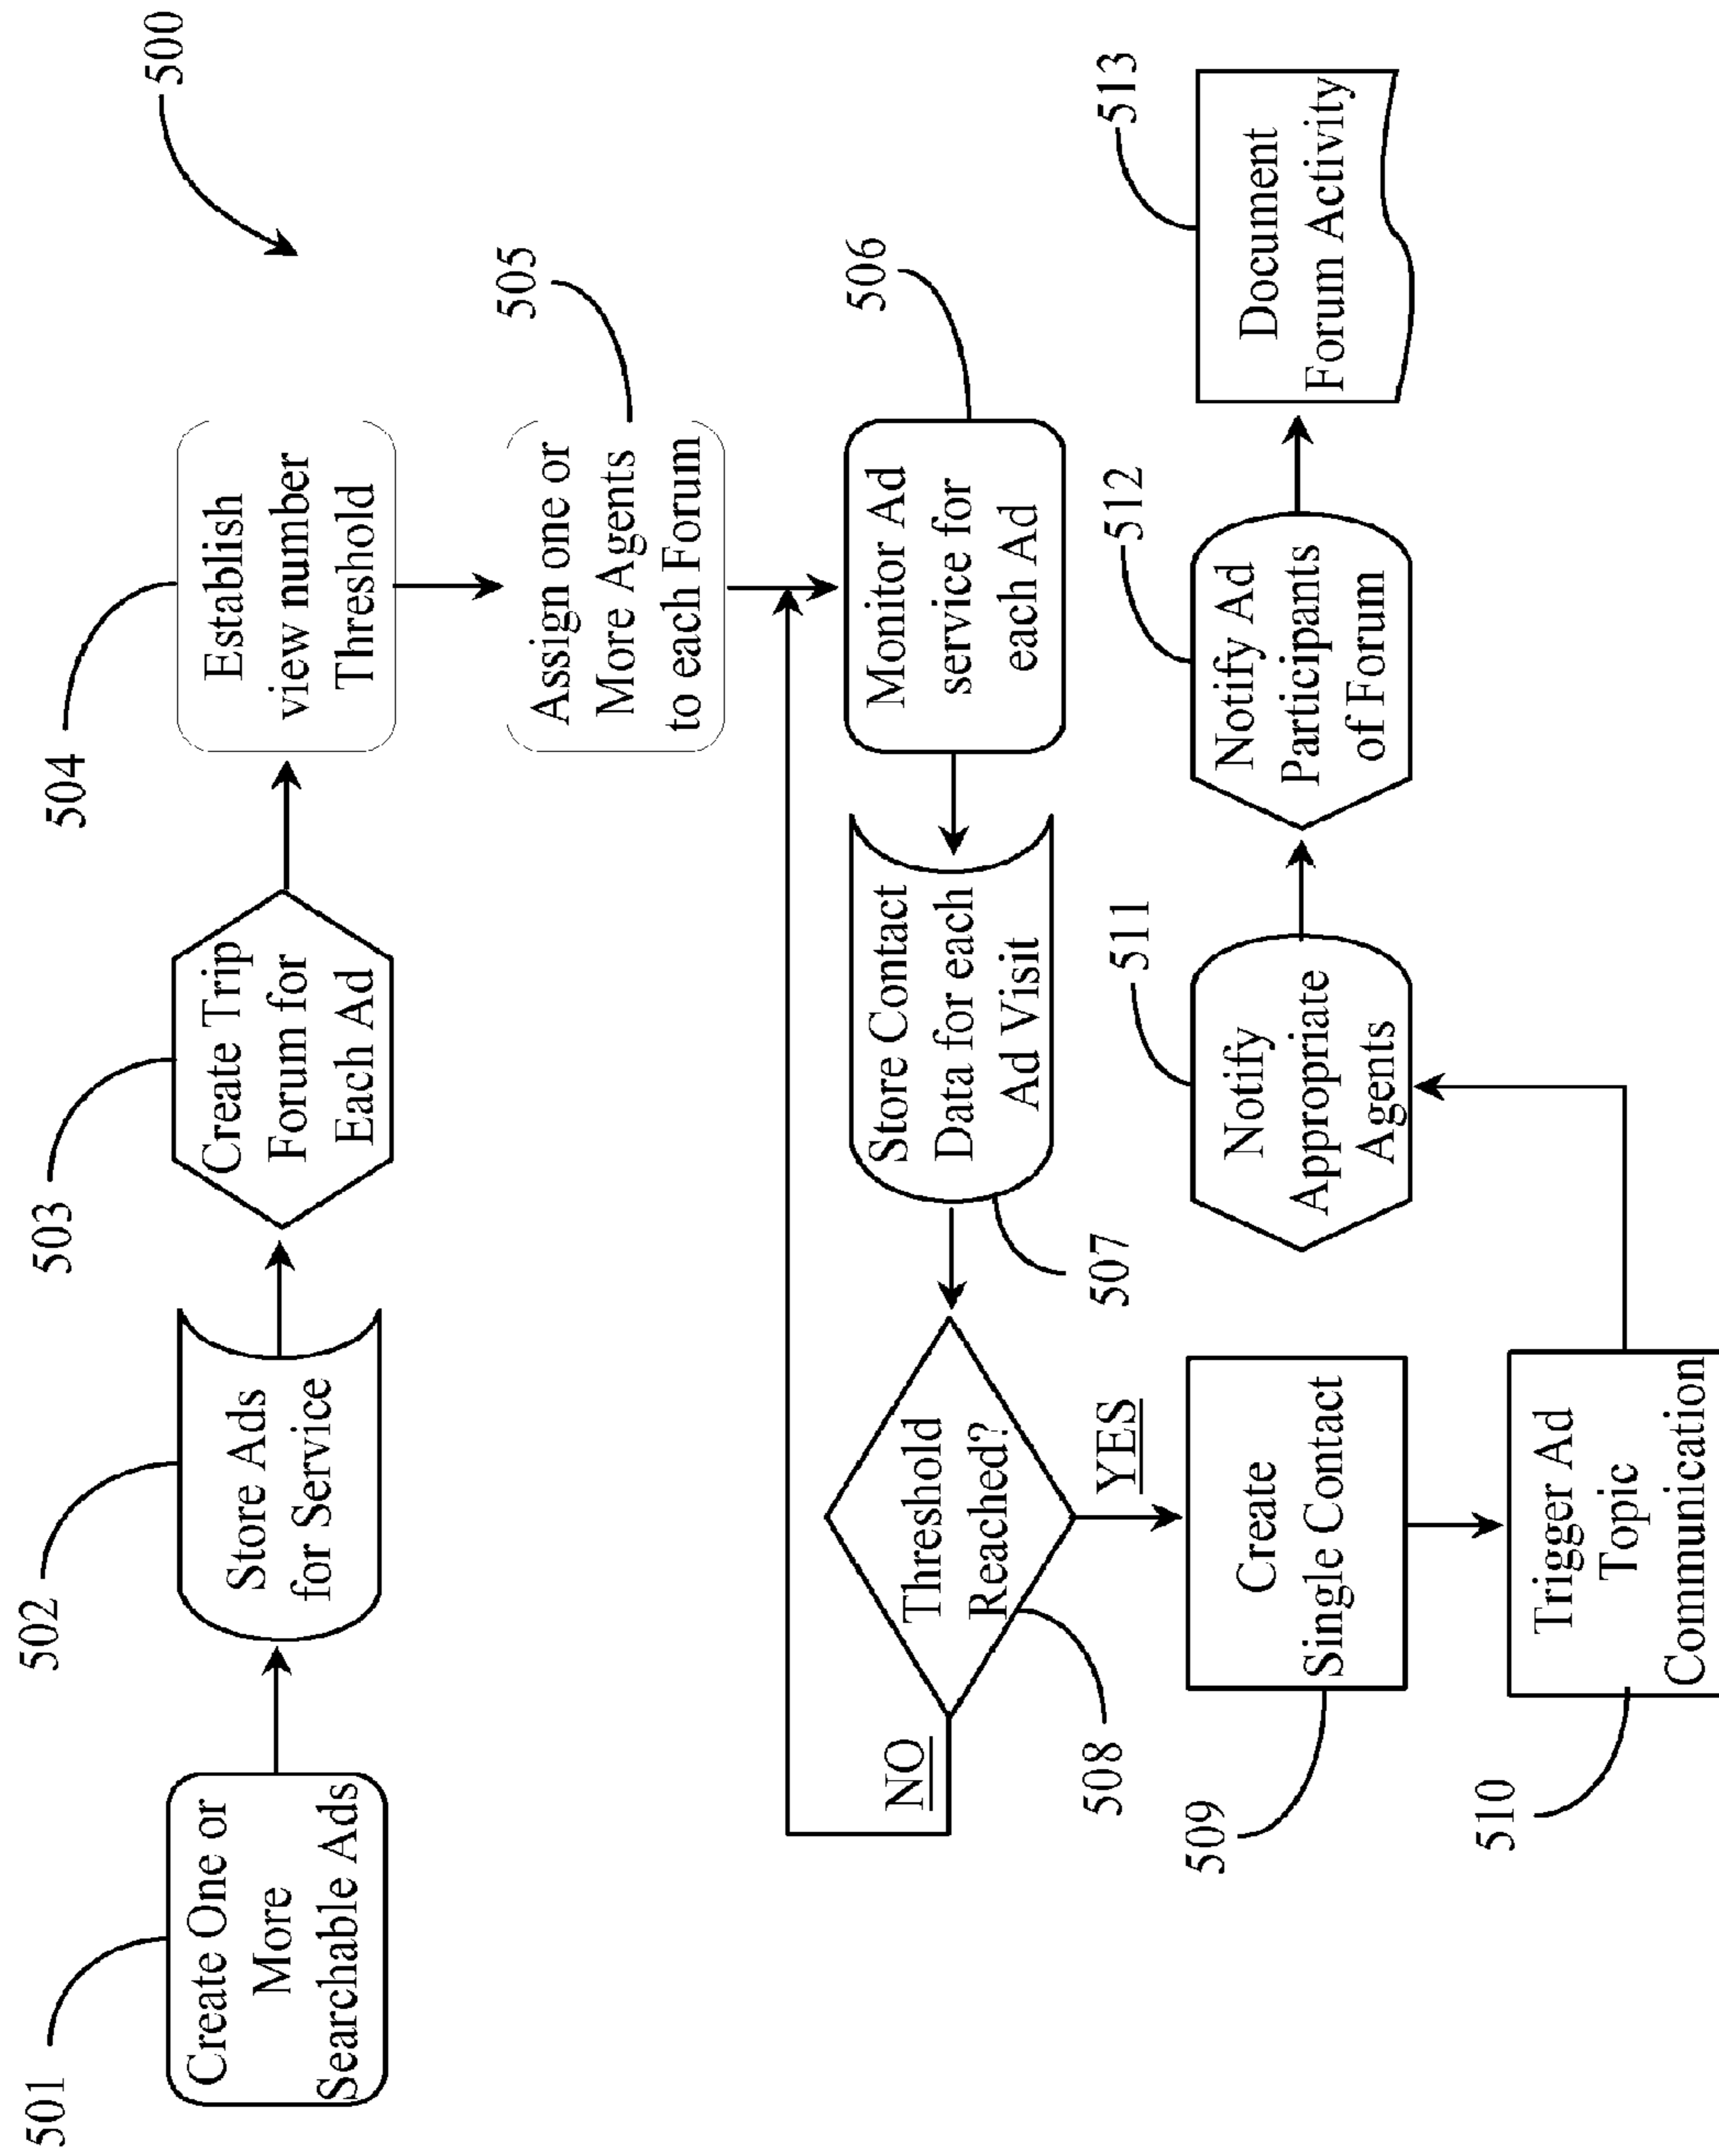 500
501
Create One or
More
Searchable Ads
502
Store Ads
for Service
503
Create Trip
Forum for
Each Ad
504
Establish
view number
Threshold
505
Assign one or
More Agents
to each Forum
506
Monitor Ad
service for
each Ad
507
Store Contact
Data for each
Ad Visit
508
Threshold
Reached?
NO
YES
509
Create
Single Contact
510
Trigger Ad
Topic
Communication
511
Notify
Appropriate
Agents
512
Notify Ad
Participants
of Forum
513
Document
Forum Activity